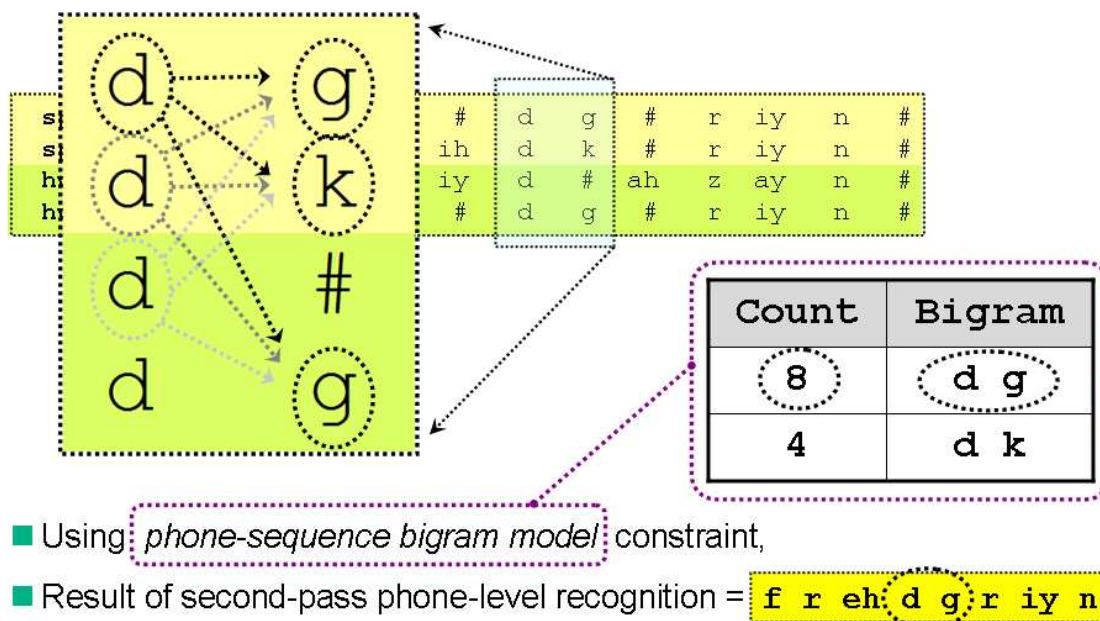 d g
d k
d #
d g
s # d g # r iy n #
s ih d k # r iy n #
h iy d # ah z ay n #
h # d g # r iy n #
Count Bigram
8 d g
4 d k
Using phone-sequence bigram model constraint,
Result of second-pass phone-level recognition = f r eh d g r iy n